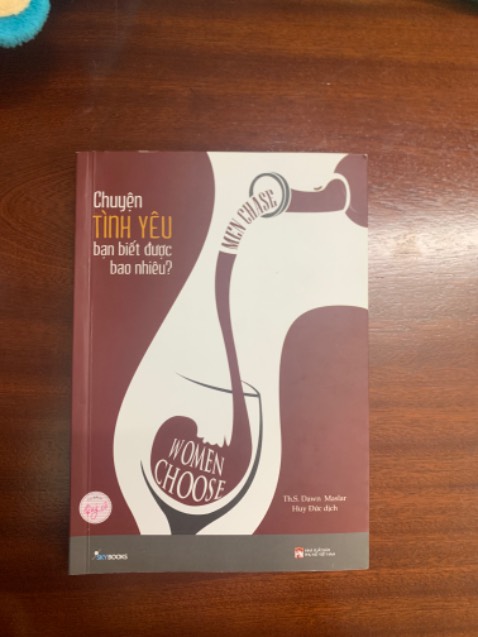 Chuyện
TÌNH YÊU
bạn biết được
bao nhiêu?
MEN CHASE
WOMEN
CHOOSE
Th.S. Dawn Maslar
Huy Đức dịch
SKYBOOKS